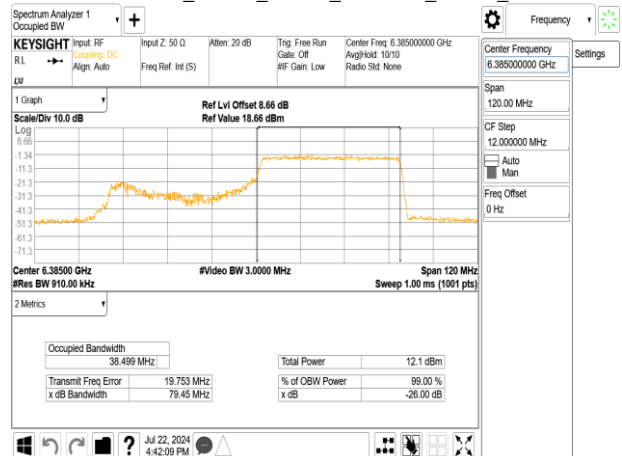 Spectrum Analyzer 1
Occupied BW
Frequency
KEYSIGHT
RL
Input: RF
Coupling: DC
Align: Auto
Input Z: 50 Ω
Freq Ref: Int (S)
Atten: 20 dB
Trig: Free Run
Gate: Off
#IF Gain: Low
Center Freq: 6.385000000 GHz
Avg|Hold: 10/10
Radio Std: None
Center Frequency
6.385000000 GHz
Settings
Span
120.00 MHz
CF Step
12.000000 MHz
Auto
Man
Freq Offset
0 Hz
1 Graph
Scale/Div 10.0 dB
Ref Lvl Offset 8.66 dB
Ref Value 18.66 dBm
Log
8.66
-1.34
-11.3
-21.3
-31.3
-41.3
-51.3
-61.3
-71.3
Center 6.38500 GHz
#Video BW 3.0000 MHz
Span 120 MHz
#Res BW 910.00 kHz
Sweep 1.00 ms (1001 pts)
2 Metrics
Occupied Bandwidth
38.499 MHz
Total Power 12.1 dBm
Transmit Freq Error 19.753 MHz
% of OBW Power 99.00 %
x dB Bandwidth 79.45 MHz
x dB -26.00 dB
?
Jul 22, 2024
4:42:09 PM